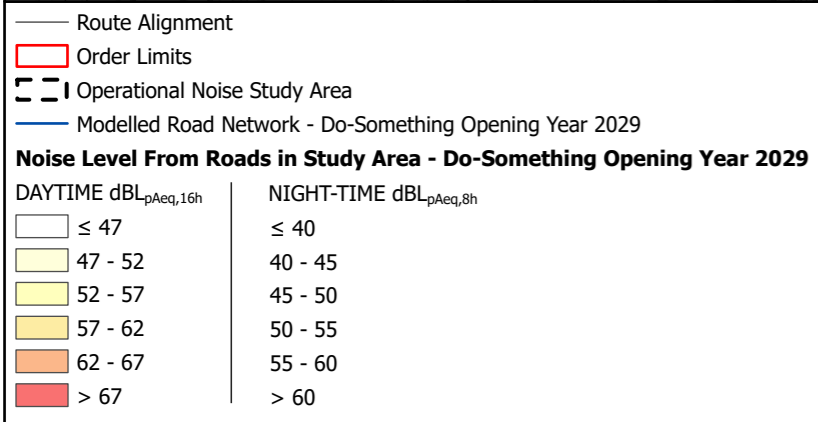 Route Alignment
Order Limits
Operational Noise Study Area
Modelled Road Network - Do-Something Opening Year 2029
Noise Level From Roads in Study Area - Do-Something Opening Year 2029
DAYTIME dBLpAeq,16h NIGHT-TIME dBLpAeq,8h
≤ 47 ≤ 40
47 - 52 40 - 45
52 - 57 45 - 50
57 - 62 50 - 55
62 - 67 55 - 60
> 67 > 60